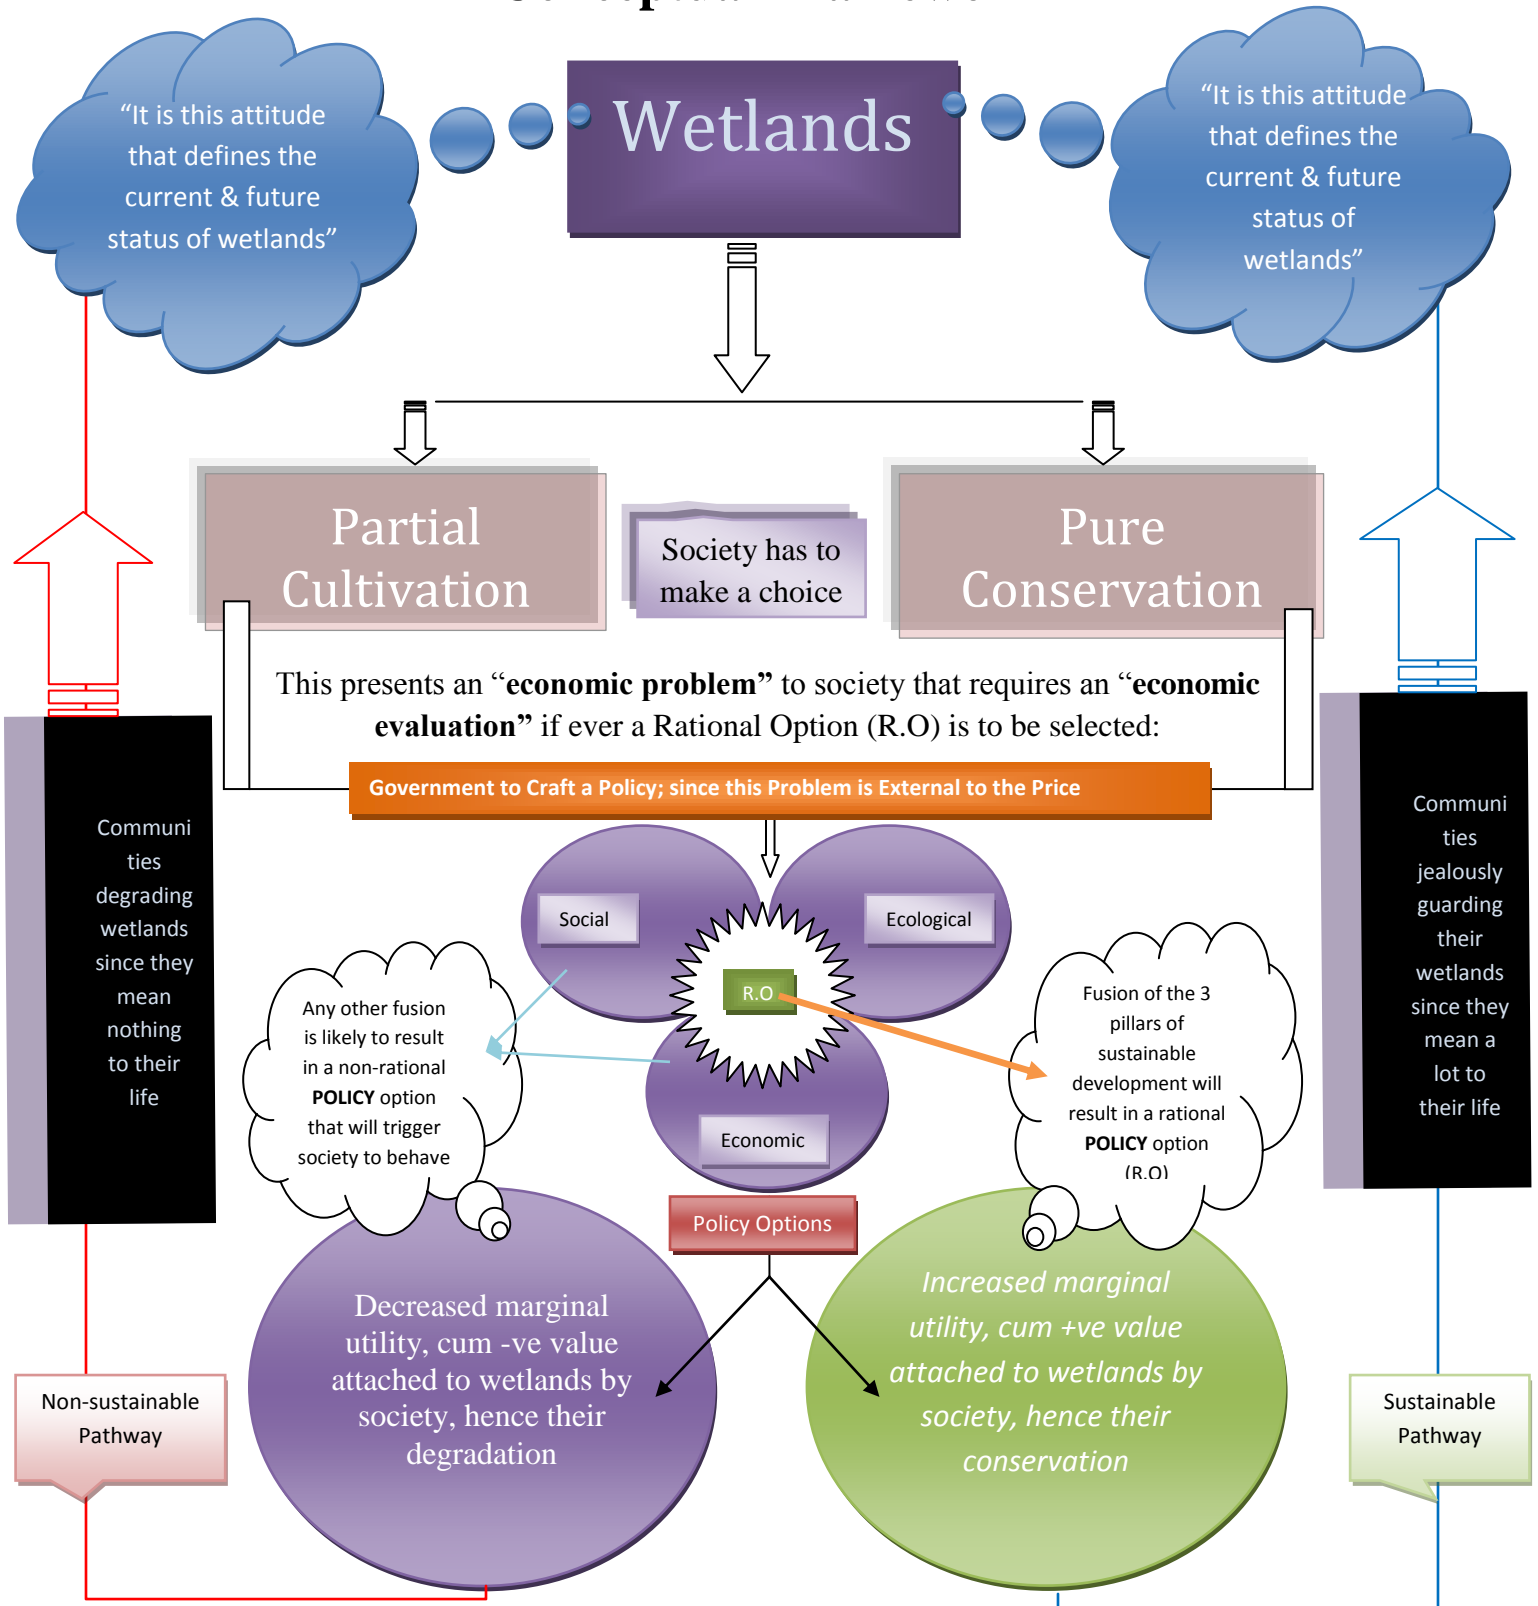 “It is this attitude
that defines the
current & future
status of wetlands”
Wetlands
“It is this attitude
that defines the
current & future
status of
wetlands”
Partial
Cultivation
Society has to
make a choice
Pure
Conservation
This presents an “economic problem” to society that requires an “economic
evaluation” if ever a Rational Option (R.O) is to be selected:
Government to Craft a Policy; since this Problem is External to the Price
Communi
ties
degrading
wetlands
since they
mean
nothing
to their
life
Communi
ties
jealously
guarding
their
wetlands
since they
mean a
lot to
their life
Social
Ecological
R.O
Economic
Any other fusion
is likely to result
in a non-rational
POLICY option
that will trigger
society to behave
Fusion of the 3
pillars of
sustainable
development will
result in a rational
POLICY option
(R.O)
Policy Options
Decreased marginal
utility, cum -ve value
attached to wetlands by
society, hence their
degradation
Increased marginal
utility, cum +ve value
attached to wetlands by
society, hence their
conservation
Non-sustainable
Pathway
Sustainable
Pathway